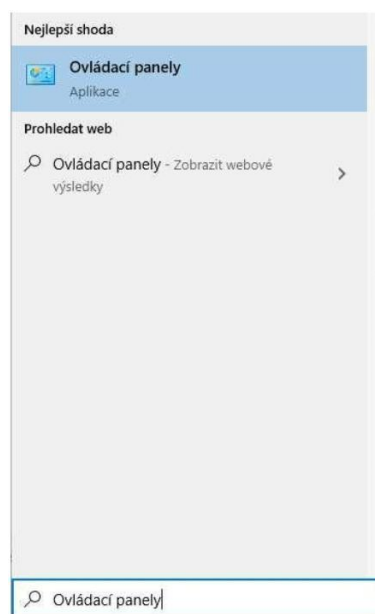 Nejlepší shoda
Ovládací panely
Aplikace
Prohledat web
Ovládací panely - Zobrazit webové
výsledky
Ovládací panely